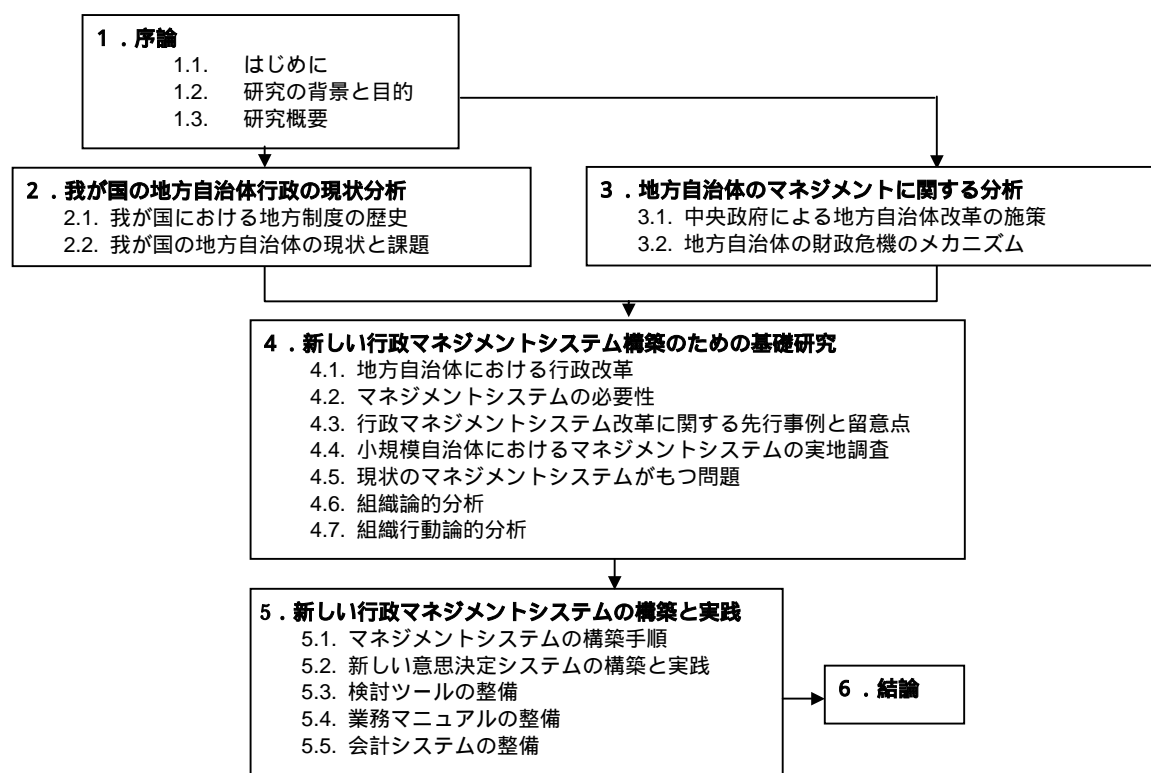 １．序論
1.1. はじめに
1.2. 研究の背景と目的
1.3. 研究概要
２．我が国の地方自治体行政の現状分析
2.1. 我が国における地方制度の歴史
2.2. 我が国の地方自治体の現状と課題
３．地方自治体のマネジメントに関する分析
3.1. 中央政府による地方自治体改革の施策
3.2. 地方自治体の財政危機のメカニズム
４．新しい行政マネジメントシステム構築のための基礎研究
4.1. 地方自治体における行政改革
4.2. マネジメントシステムの必要性
4.3. 行政マネジメントシステム改革に関する先行事例と留意点
4.4. 小規模自治体におけるマネジメントシステムの実地調査
4.5. 現状のマネジメントシステムがもつ問題
4.6. 組織論的分析
4.7. 組織行動論的分析
５．新しい行政マネジメントシステムの構築と実践
5.1. マネジメントシステムの構築手順
5.2. 新しい意思決定システムの構築と実践
5.3. 検討ツールの整備
5.4. 業務マニュアルの整備
5.5. 会計システムの整備
６．結論